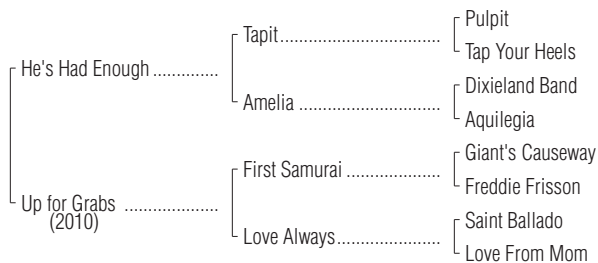 Pulpit
Tapit
Tap Your Heels
He's Had Enough
Dixieland Band
Amelia
Aquilegia
Giant's Causeway
First Samurai
Freddie Frisson
Up for Grabs
(2010)
Saint Ballado
Love Always
Love From Mom